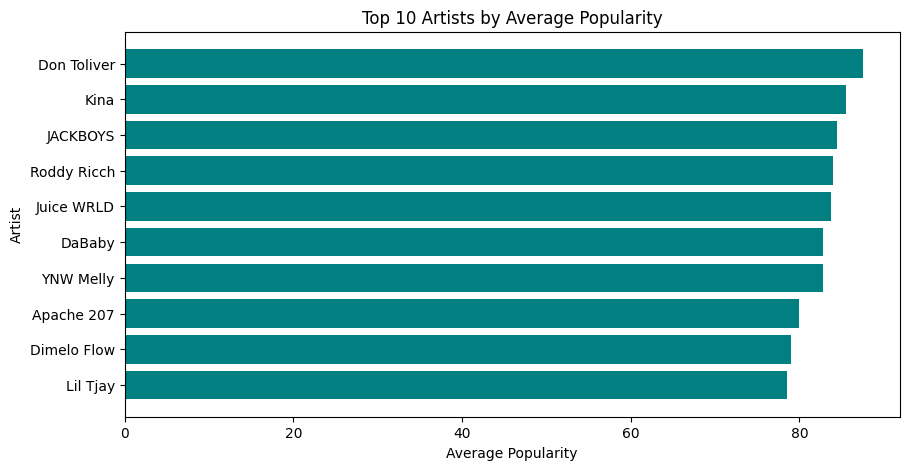 Top 10 Artists by Average Popularity
Artist
Don Toliver
Kina
JACKBOYS
Roddy Ricch
Juice WRLD
DaBaby
YNW Melly
Apache 207
Dimelo Flow
Lil Tjay
0 20 40 60 80
Average Popularity